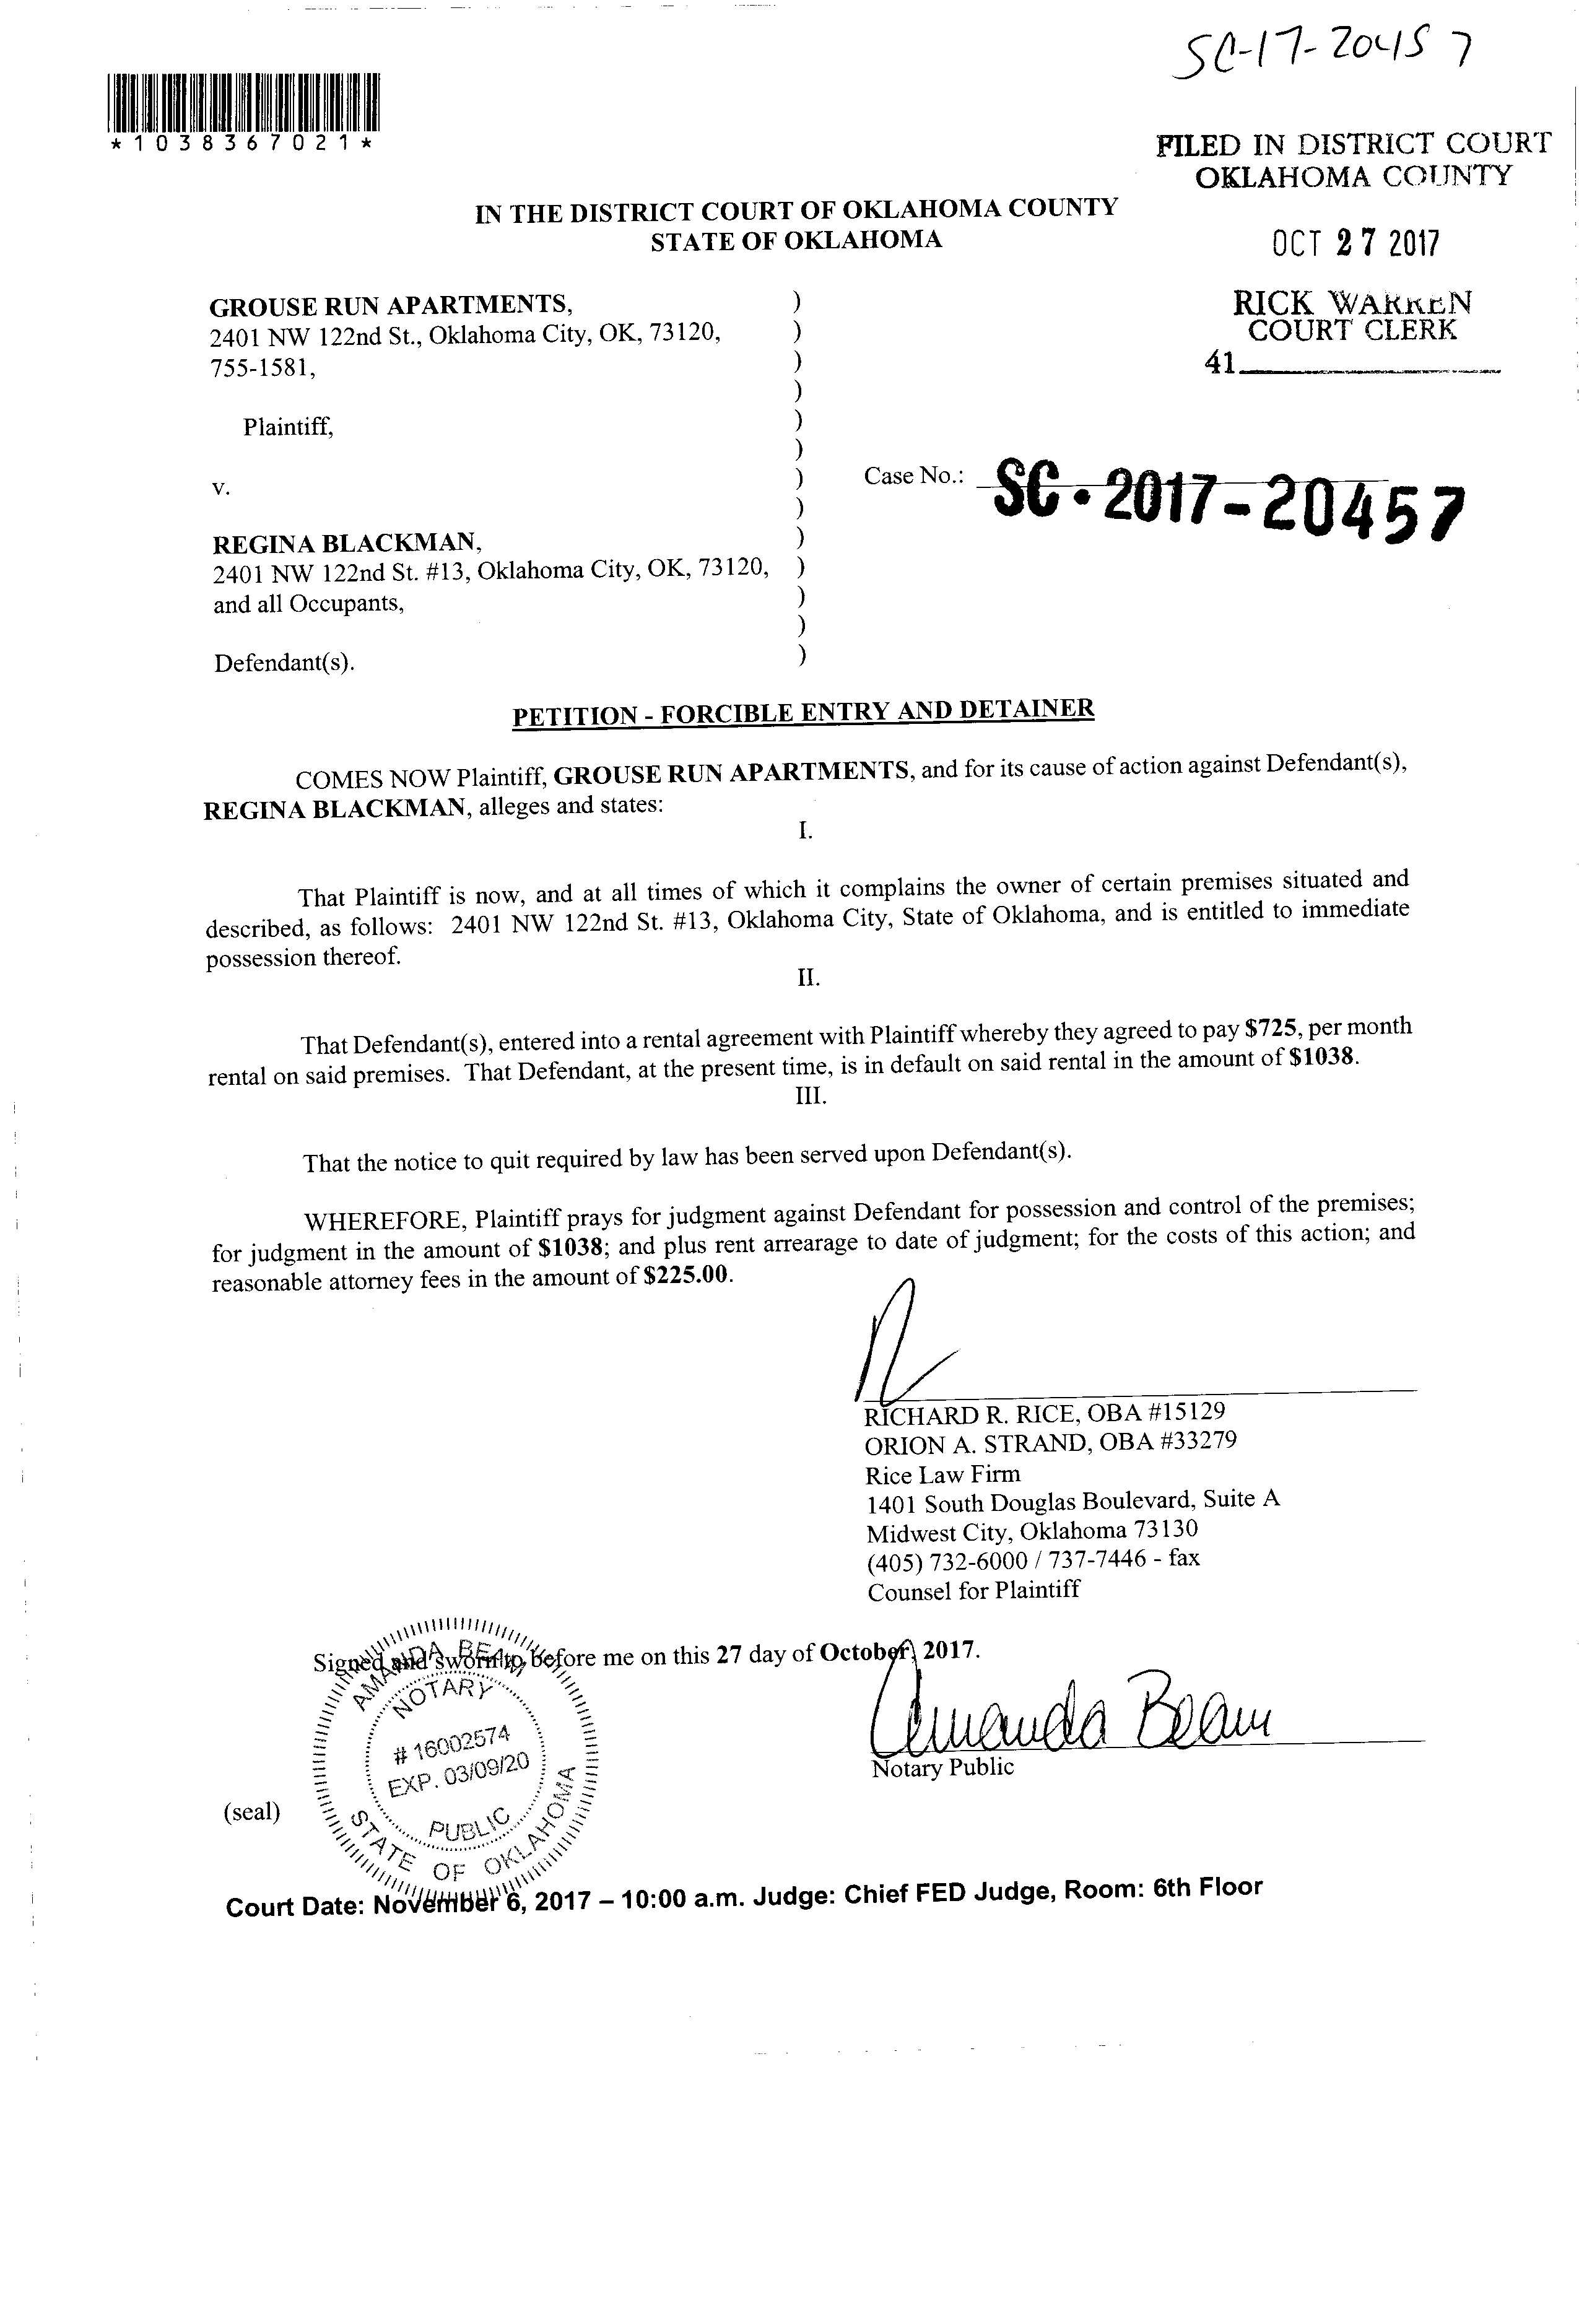 SC-17-20457
*1038367021*
FILED IN DISTRICT COURT
OKLAHOMA COUNTY
IN THE DISTRICT COURT OF OKLAHOMA COUNTY
STATE OF OKLAHOMA
OCT 27 2017
RICK WARREN
COURT CLERK
41
GROUSE RUN APARTMENTS, )
2401 NW 122nd St., Oklahoma City, OK, 73120, )
755-1581, )
)
Plaintiff, )
)
v. )
Case No.: SC-2017-20457
)
REGINA BLACKMAN, )
2401 NW 122nd St. #13, Oklahoma City, OK, 73120, )
and all Occupants, )
)
Defendant(s). )
PETITION - FORCIBLE ENTRY AND DETAINER
COMES NOW Plaintiff, GROUSE RUN APARTMENTS, and for its cause of action against Defendant(s),
REGINA BLACKMAN, alleges and states:
I.
That Plaintiff is now, and at all times of which it complains the owner of certain premises situated and
described, as follows: 2401 NW 122nd St. #13, Oklahoma City, State of Oklahoma, and is entitled to immediate
possession thereof.
II.
That Defendant(s), entered into a rental agreement with Plaintiff whereby they agreed to pay $725, per month
rental on said premises. That Defendant, at the present time, is in default on said rental in the amount of $1038.
III.
That the notice to quit required by law has been served upon Defendant(s).
WHEREFORE, Plaintiff prays for judgment against Defendant for possession and control of the premises;
for judgment in the amount of $1038; and plus rent arrearage to date of judgment; for the costs of this action; and
reasonable attorney fees in the amount of $225.00.
RICHARD R. RICE, OBA #15129
ORION A. STRAND, OBA #33279
Rice Law Firm
1401 South Douglas Boulevard, Suite A
Midwest City, Oklahoma 73130
(405) 732-6000 / 737-7446 - fax
Counsel for Plaintiff
Signed and sworn to before me on this 27 day of October, 2017.
Amanda Beam
Notary Public
AMANDA BEAM
NOTARY
# 16002574
EXP. 03/09/20
PUBLIC
STATE OF OKLAHOMA
(seal)
Court Date: November 6, 2017 – 10:00 a.m. Judge: Chief FED Judge, Room: 6th Floor